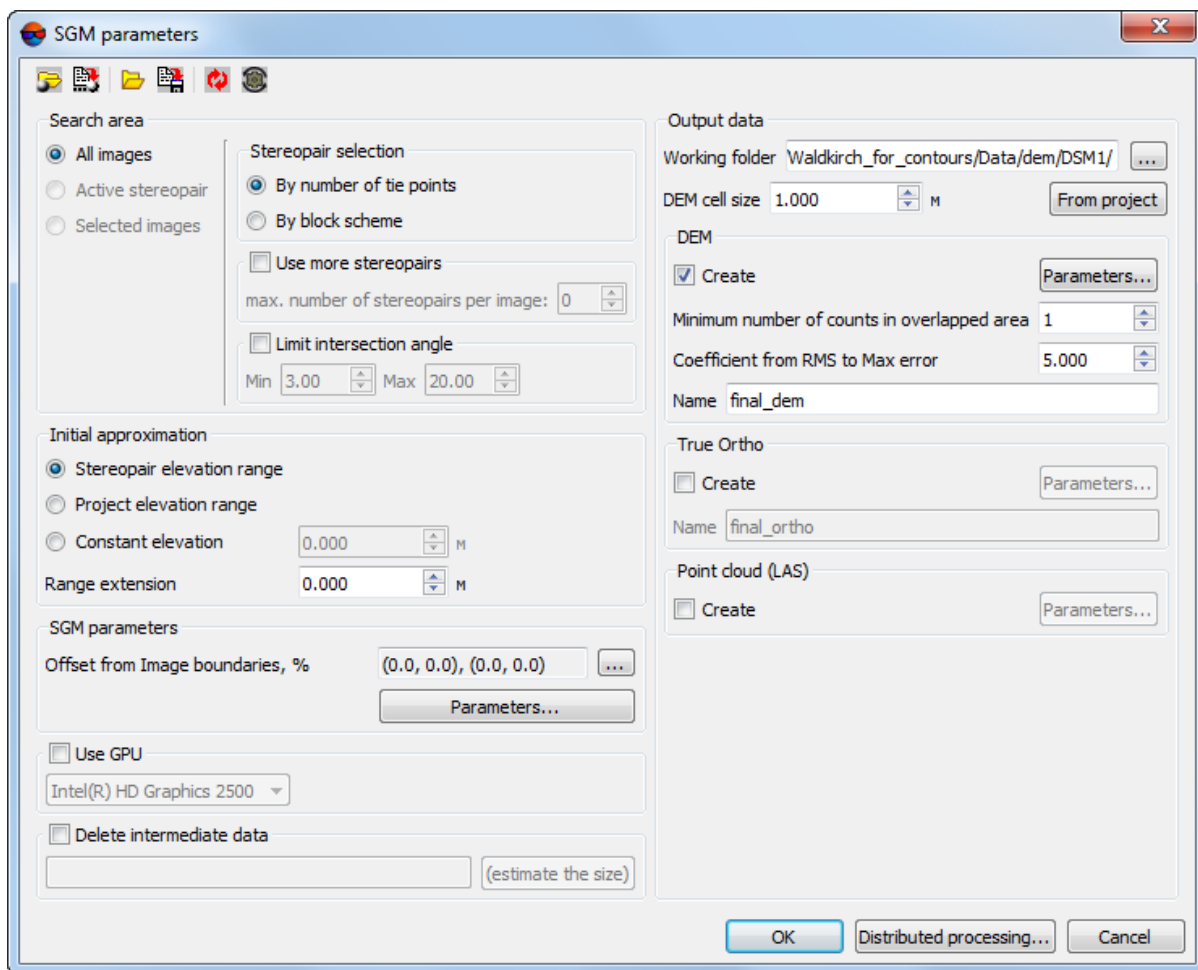 SGM parameters
Search area
All images
Active stereopair
Selected images
Stereopair selection
By number of tie points
By block scheme
Use more stereopairs
max. number of stereopairs per image: 0
Limit intersection angle
Min 3.00 Max 20.00
Initial approximation
Stereopair elevation range
Project elevation range
Constant elevation 0.000 м
Range extension 0.000 м
SGM parameters
Offset from Image boundaries, % (0.0, 0.0), (0.0, 0.0) ...
Parameters...
Use GPU
Intel(R) HD Graphics 2500
Delete intermediate data
(estimate the size)
Output data
Working folder Waldkirch_for_contours/Data/dem/DSM1/ ...
DEM cell size 1.000 м From project
DEM
Create Parameters...
Minimum number of counts in overlapped area 1
Coefficient from RMS to Max error 5.000
Name final_dem
True Ortho
Create Parameters...
Name final_ortho
Point cloud (LAS)
Create Parameters...
OK Distributed processing... Cancel